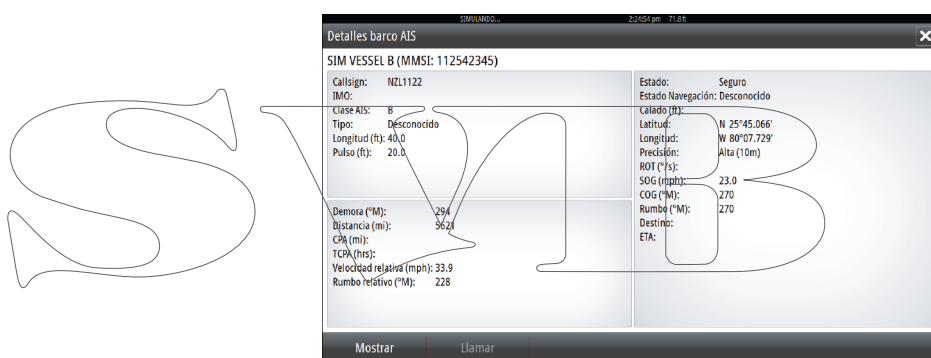 SIMULANDO... 2:24:54 pm 71.8 ft
Detalles barco AIS
SIM VESSEL B (MMSI: 112542345)
Callsign: NZL1122
IMO:
Clase AIS: B
Tipo: Desconocido
Longitud (ft): 40.0
Pulso (ft): 20.0
Demora (°M): 294
Distancia (mi): 5621
CPA (mi):
TCPA (hrs):
Velocidad relativa (mph): 33.9
Rumbo relativo (°M): 228
Estado: Seguro
Estado Navegación: Desconocido
Calado (ft):
Latitud: N 25°45.066'
Longitud: W 80°07.729'
Precisión: Alta (10m)
ROT (°/s):
SOG (mph): 23.0
COG (°M): 270
Rumbo (°M): 270
Destino:
ETA:
Mostrar Llamar